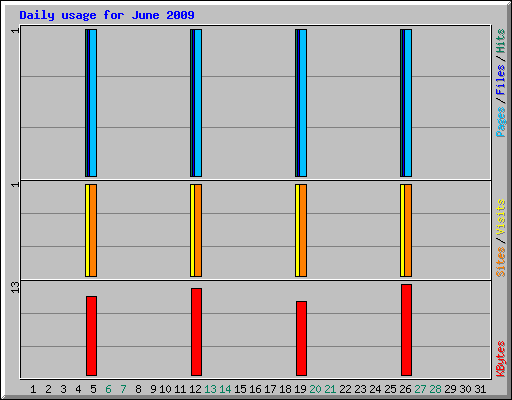 Daily usage for June 2009
1
Pages / Files / Hits
1
Sites / Visits
13
KBytes
1 2 3 4 5 6 7 8 9 10 11 12 13 14 15 16 17 18 19 20 21 22 23 24 25 26 27 28 29 30 31